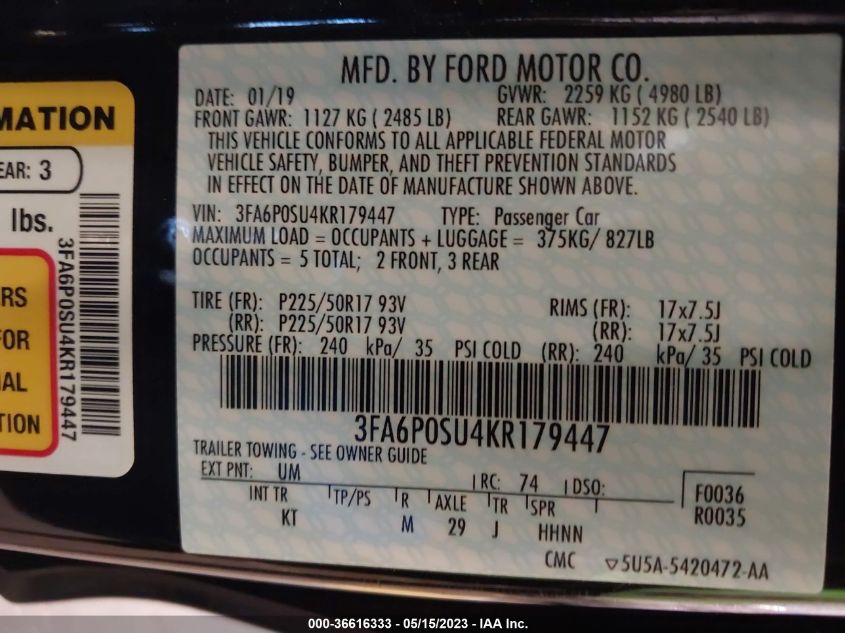 MATION
EAR: 3
lbs.
RS
FOR
AL
TION
3FA6P0SU4KR179447
MFD. BY FORD MOTOR CO.
DATE: 01/19 GVWR: 2259 KG ( 4980 LB)
FRONT GAWR: 1127 KG ( 2485 LB) REAR GAWR: 1152 KG ( 2540 LB)
THIS VEHICLE CONFORMS TO ALL APPLICABLE FEDERAL MOTOR
VEHICLE SAFETY, BUMPER, AND THEFT PREVENTION STANDARDS
IN EFFECT ON THE DATE OF MANUFACTURE SHOWN ABOVE.
VIN: 3FA6P0SU4KR179447 TYPE: Passenger Car
MAXIMUM LOAD = OCCUPANTS + LUGGAGE = 375KG/ 827LB
OCCUPANTS = 5 TOTAL; 2 FRONT, 3 REAR
TIRE (FR): P225/50R17 93V RIMS (FR): 17x7.5J
(RR): P225/50R17 93V (RR): 17x7.5J
PRESSURE (FR): 240 kPa/ 35 PSI COLD (RR): 240 kPa/ 35 PSI COLD
3FA6P0SU4KR179447
TRAILER TOWING - SEE OWNER GUIDE
EXT PNT: UM RC: 74 DSO:
INT TR TP/PS R AXLE TR SPR
KT M 29 J HHNN
F0036
R0035
CMC ▽5U5A-5420472-AA
000-36616333 - 05/15/2023 - IAA Inc.